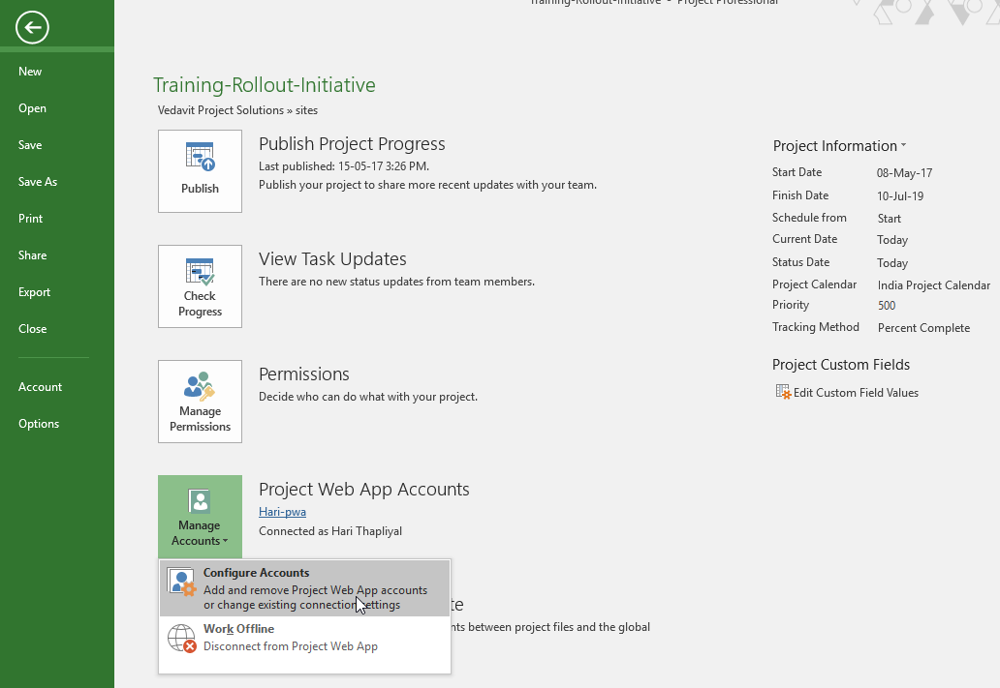 Training-Rollout-Initiative - Project Professional
New
Open
Save
Save As
Print
Share
Export
Close
Account
Options
Training-Rollout-Initiative
Vedavit Project Solutions » sites
Publish
Publish Project Progress
Last published: 15-05-17 3:26 PM.
Publish your project to share more recent updates with your team.
Check
Progress
View Task Updates
There are no new status updates from team members.
Manage
Permissions
Permissions
Decide who can do what with your project.
Manage
Accounts
Project Web App Accounts
Hari-pwa
Connected as Hari Thapliyal
Configure Accounts
Add and remove Project Web App accounts
or change existing connection settings
Work Offline
Disconnect from Project Web App
te
nts between project files and the global
Project Information
Start Date 08-May-17
Finish Date 10-Jul-19
Schedule from Start
Current Date Today
Status Date Today
Project Calendar India Project Calendar
Priority 500
Tracking Method Percent Complete
Project Custom Fields
Edit Custom Field Values